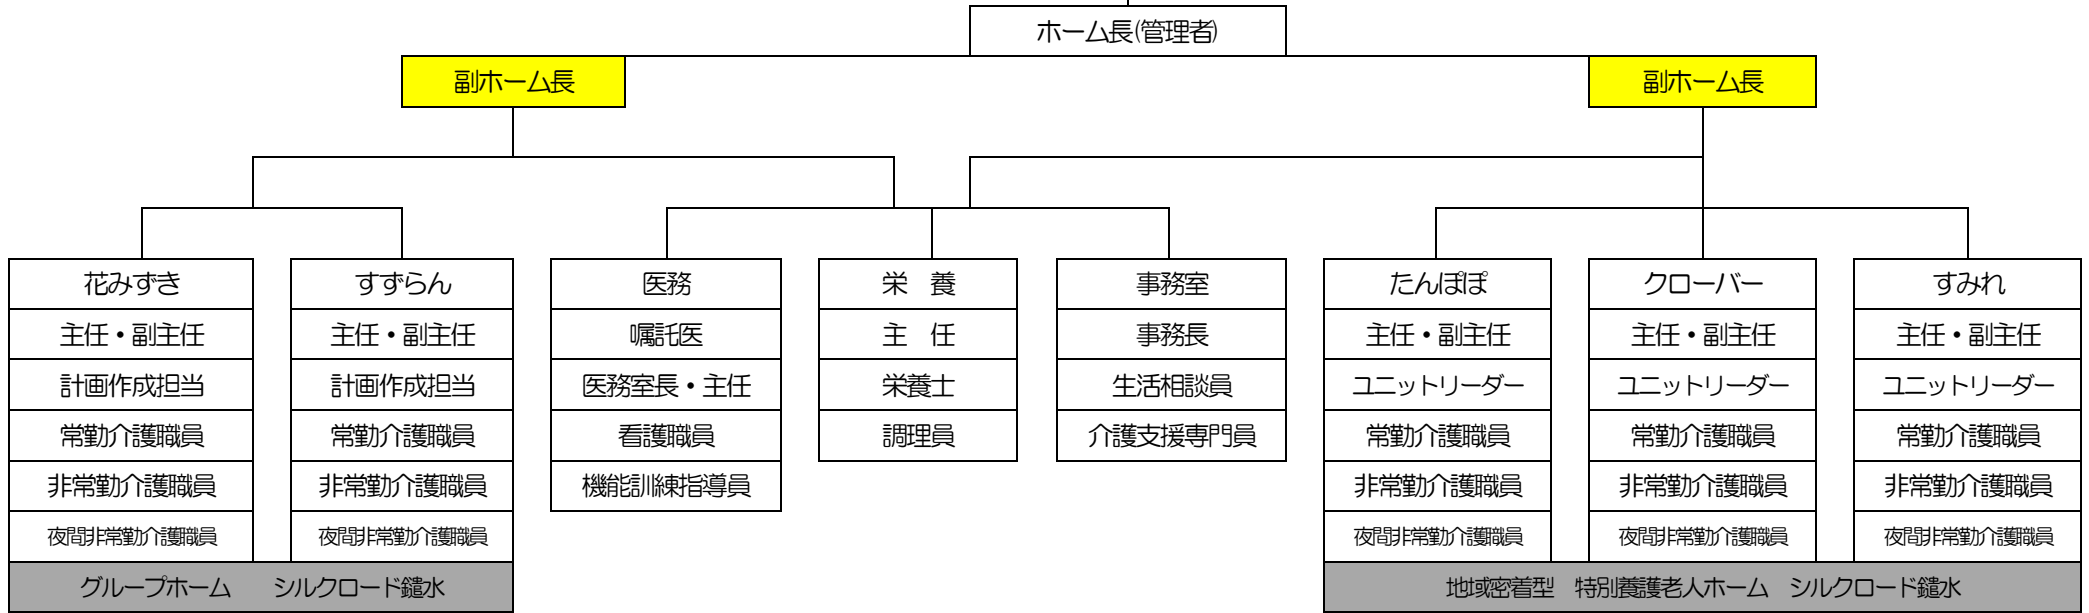 ホーム長(管理者)
副ホーム長
副ホーム長
花みずき
主任・副主任
計画作成担当
常勤介護職員
非常勤介護職員
夜間非常勤介護職員
すずらん
主任・副主任
計画作成担当
常勤介護職員
非常勤介護職員
夜間非常勤介護職員
グループホーム　シルクロード鑓水
医務
嘱託医
医務室長・主任
看護職員
機能訓練指導員
栄　養
主　任
栄養士
調理員
事務室
事務長
生活相談員
介護支援専門員
たんぽぽ
主任・副主任
ユニットリーダー
常勤介護職員
非常勤介護職員
夜間非常勤介護職員
クローバー
主任・副主任
ユニットリーダー
常勤介護職員
非常勤介護職員
夜間非常勤介護職員
すみれ
主任・副主任
ユニットリーダー
常勤介護職員
非常勤介護職員
夜間非常勤介護職員
地域密着型　特別養護老人ホーム　シルクロード鑓水